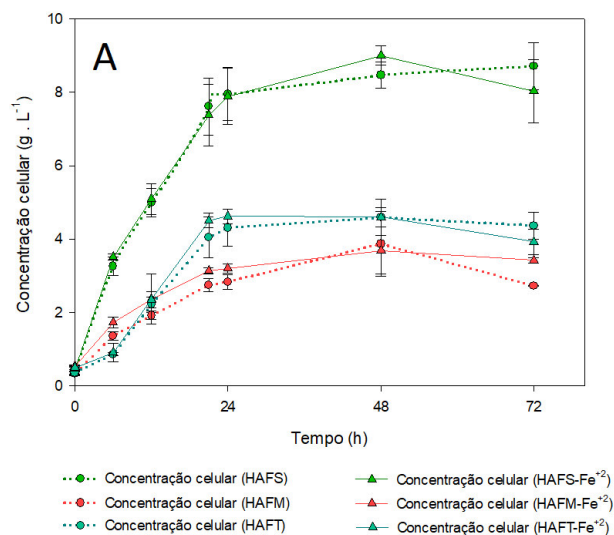 A
10
8
6
4
2
0
Concentração celular (g . L⁻¹)
0 24 48 72
Tempo (h)
Concentração celular (HAFS) Concentração celular (HAFS-Fe⁺²)
Concentração celular (HAFM) Concentração celular (HAFM-Fe⁺²)
Concentração celular (HAFT) Concentração celular (HAFT-Fe⁺²)